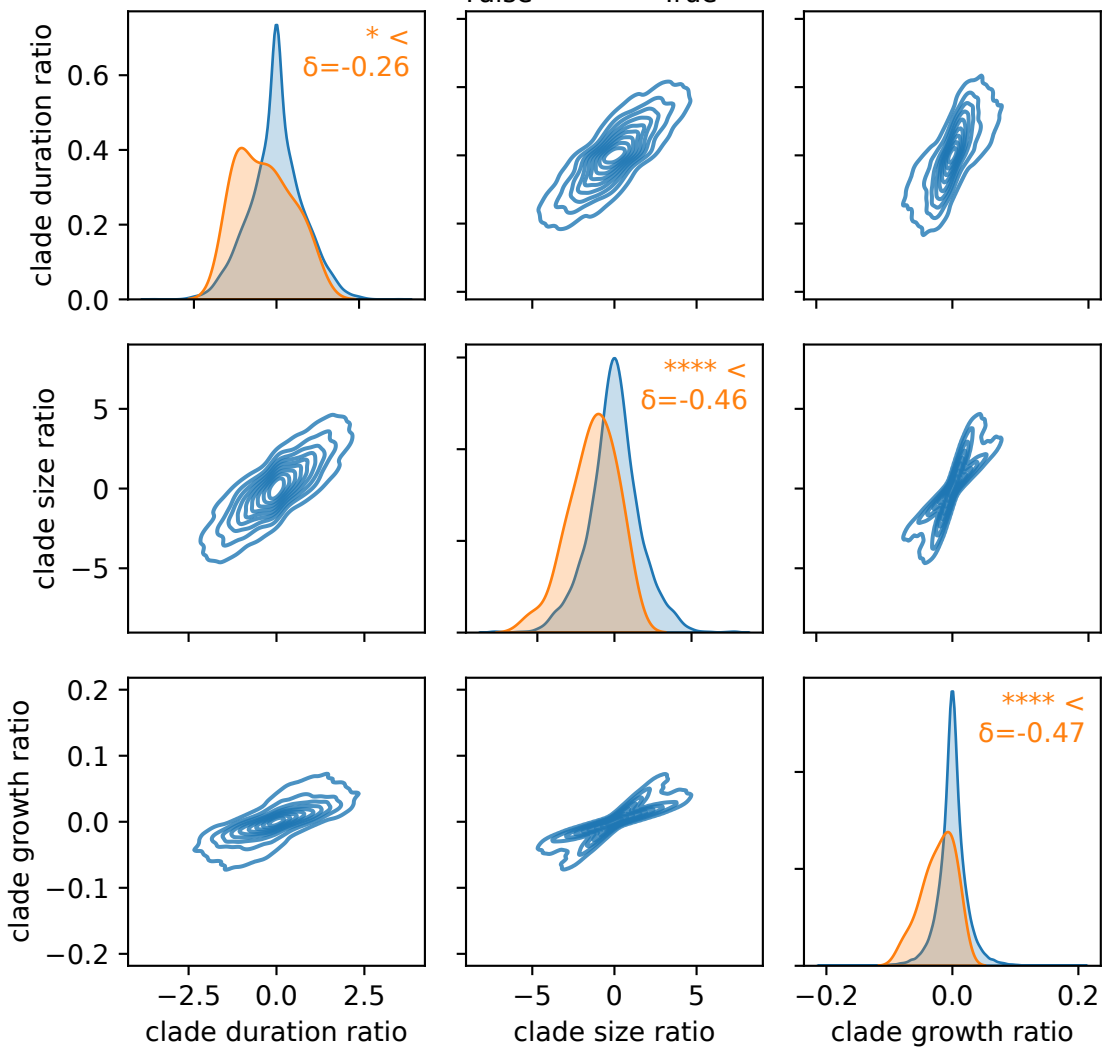 True
clade duration ratio
0.6
0.4
0.2
0.0
* <
δ=-0.26
clade size ratio
5
0
−5
**** <
δ=-0.46
clade growth ratio
0.2
0.1
0.0
−0.1
−0.2
**** <
δ=-0.47
−2.5 0.0 2.5
−5 0 5
−0.2 0.0 0.2
clade duration ratio
clade size ratio
clade growth ratio